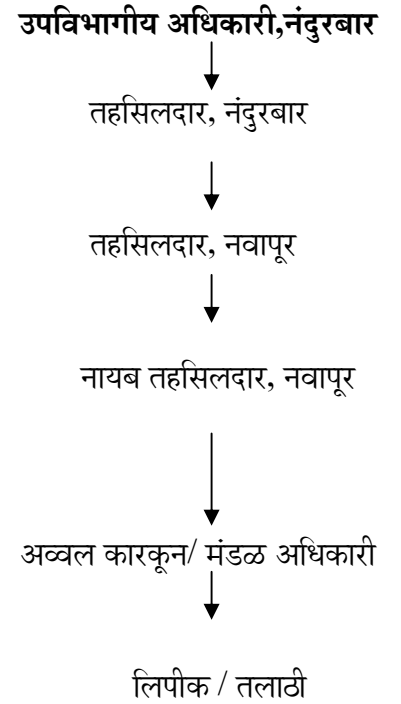 उपविभागीय अधिकारी,नंदुरबार
तहसिलदार, नंदुरबार
तहसिलदार, नवापूर
नायब तहसिलदार, नवापूर
अव्वल कारकून/ मंडळ अधिकारी
लिपीक / तलाठी